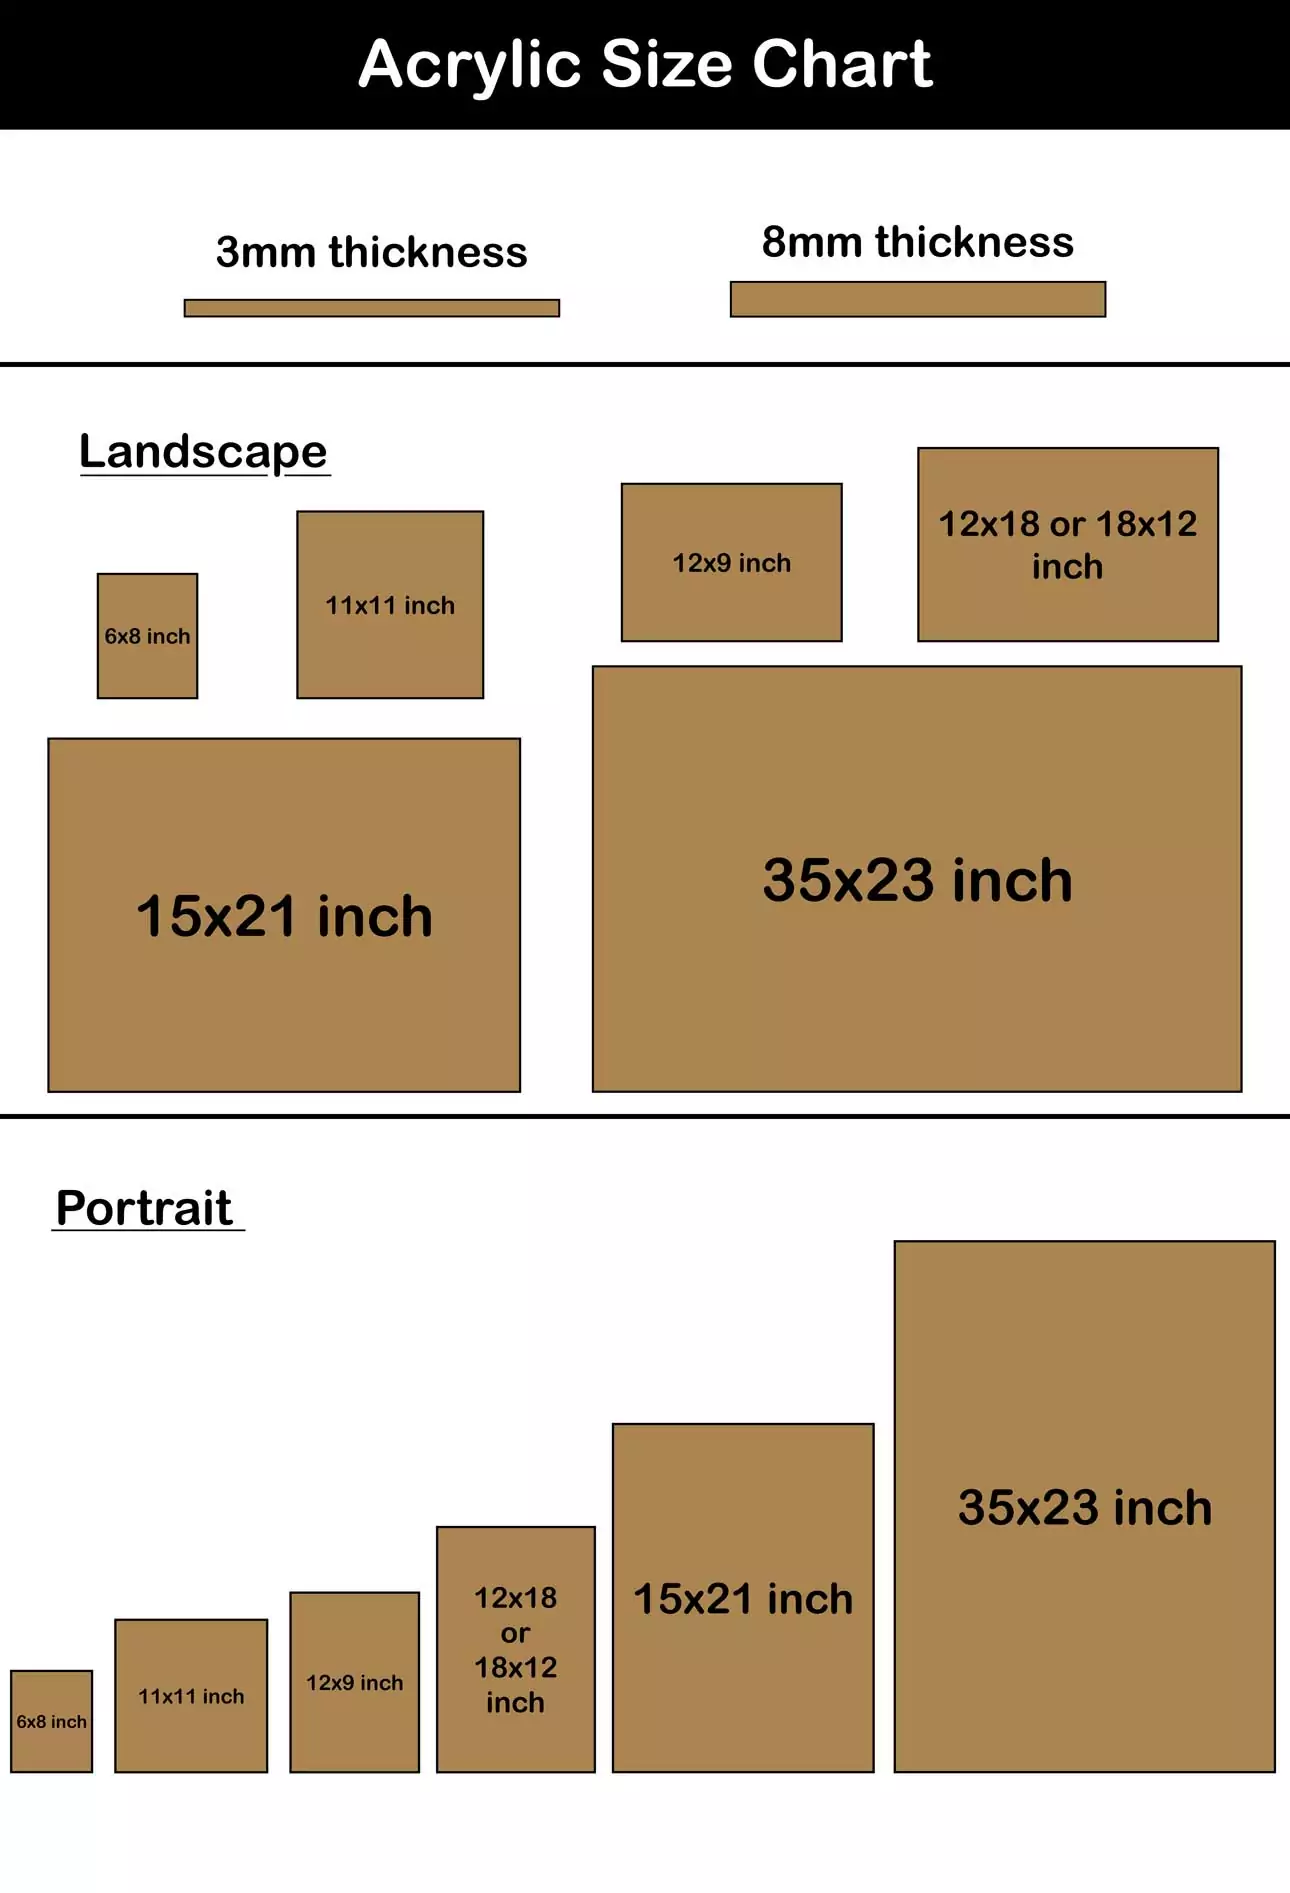 Acrylic Size Chart
3mm thickness
8mm thickness
Landscape
6x8 inch
11x11 inch
12x9 inch
12x18 or 18x12
inch
15x21 inch
35x23 inch
Portrait
6x8 inch
11x11 inch
12x9 inch
12x18
or
18x12
inch
15x21 inch
35x23 inch